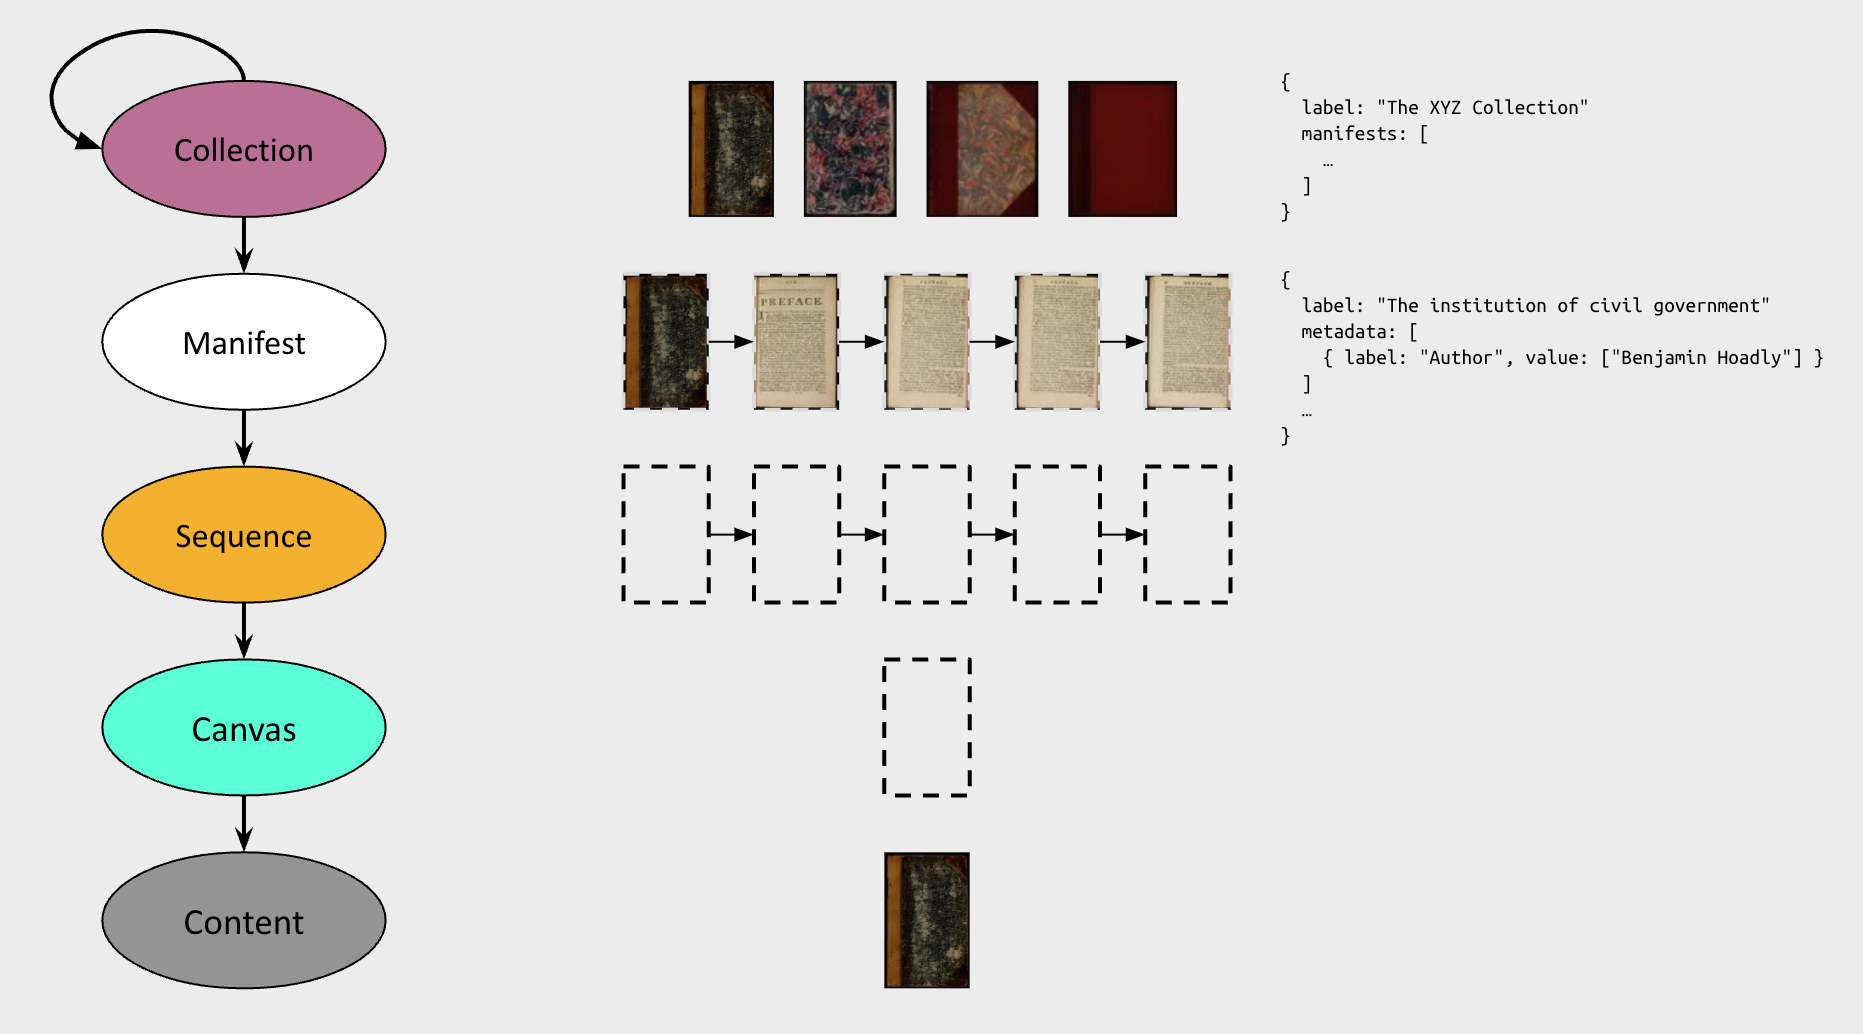 Collection
{
  label: "The XYZ Collection"
  manifests: [
    …
  ]
}
Manifest
PREFACE
{
  label: "The institution of civil government"
  metadata: [
    { label: "Author", value: ["Benjamin Hoadly"] }
  ]
  …
}
Sequence
Canvas
Content